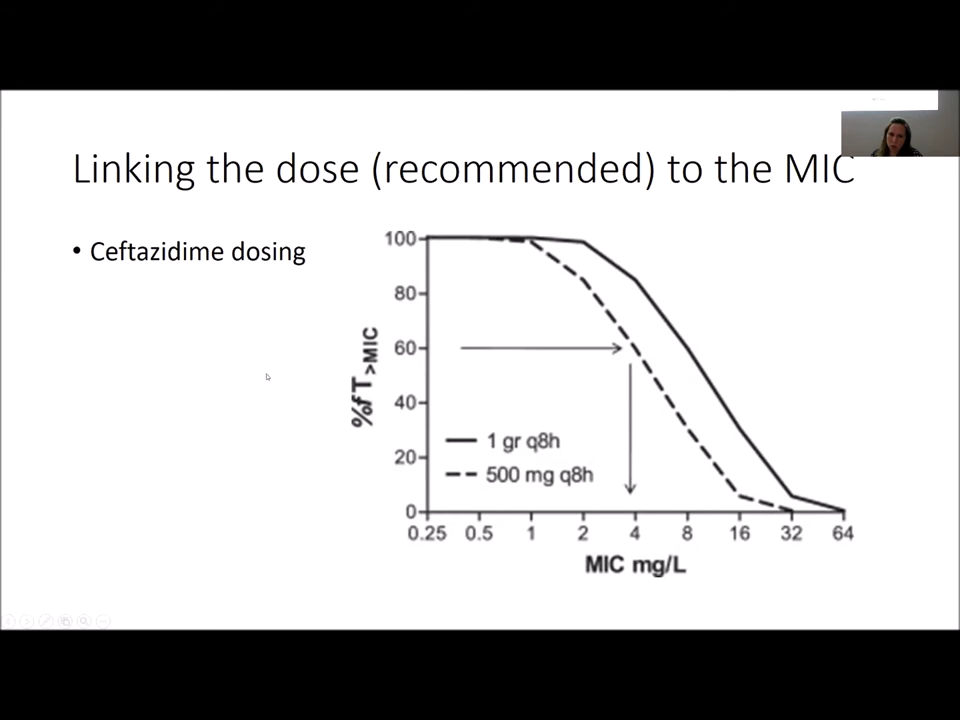 Linking the dose (recommended) to the MIC
• Ceftazidime dosing
100
80
60
40
20
0
%fT>MIC
1 gr q8h
500 mg q8h
0.25 0.5 1 2 4 8 16 32 64
MIC mg/L